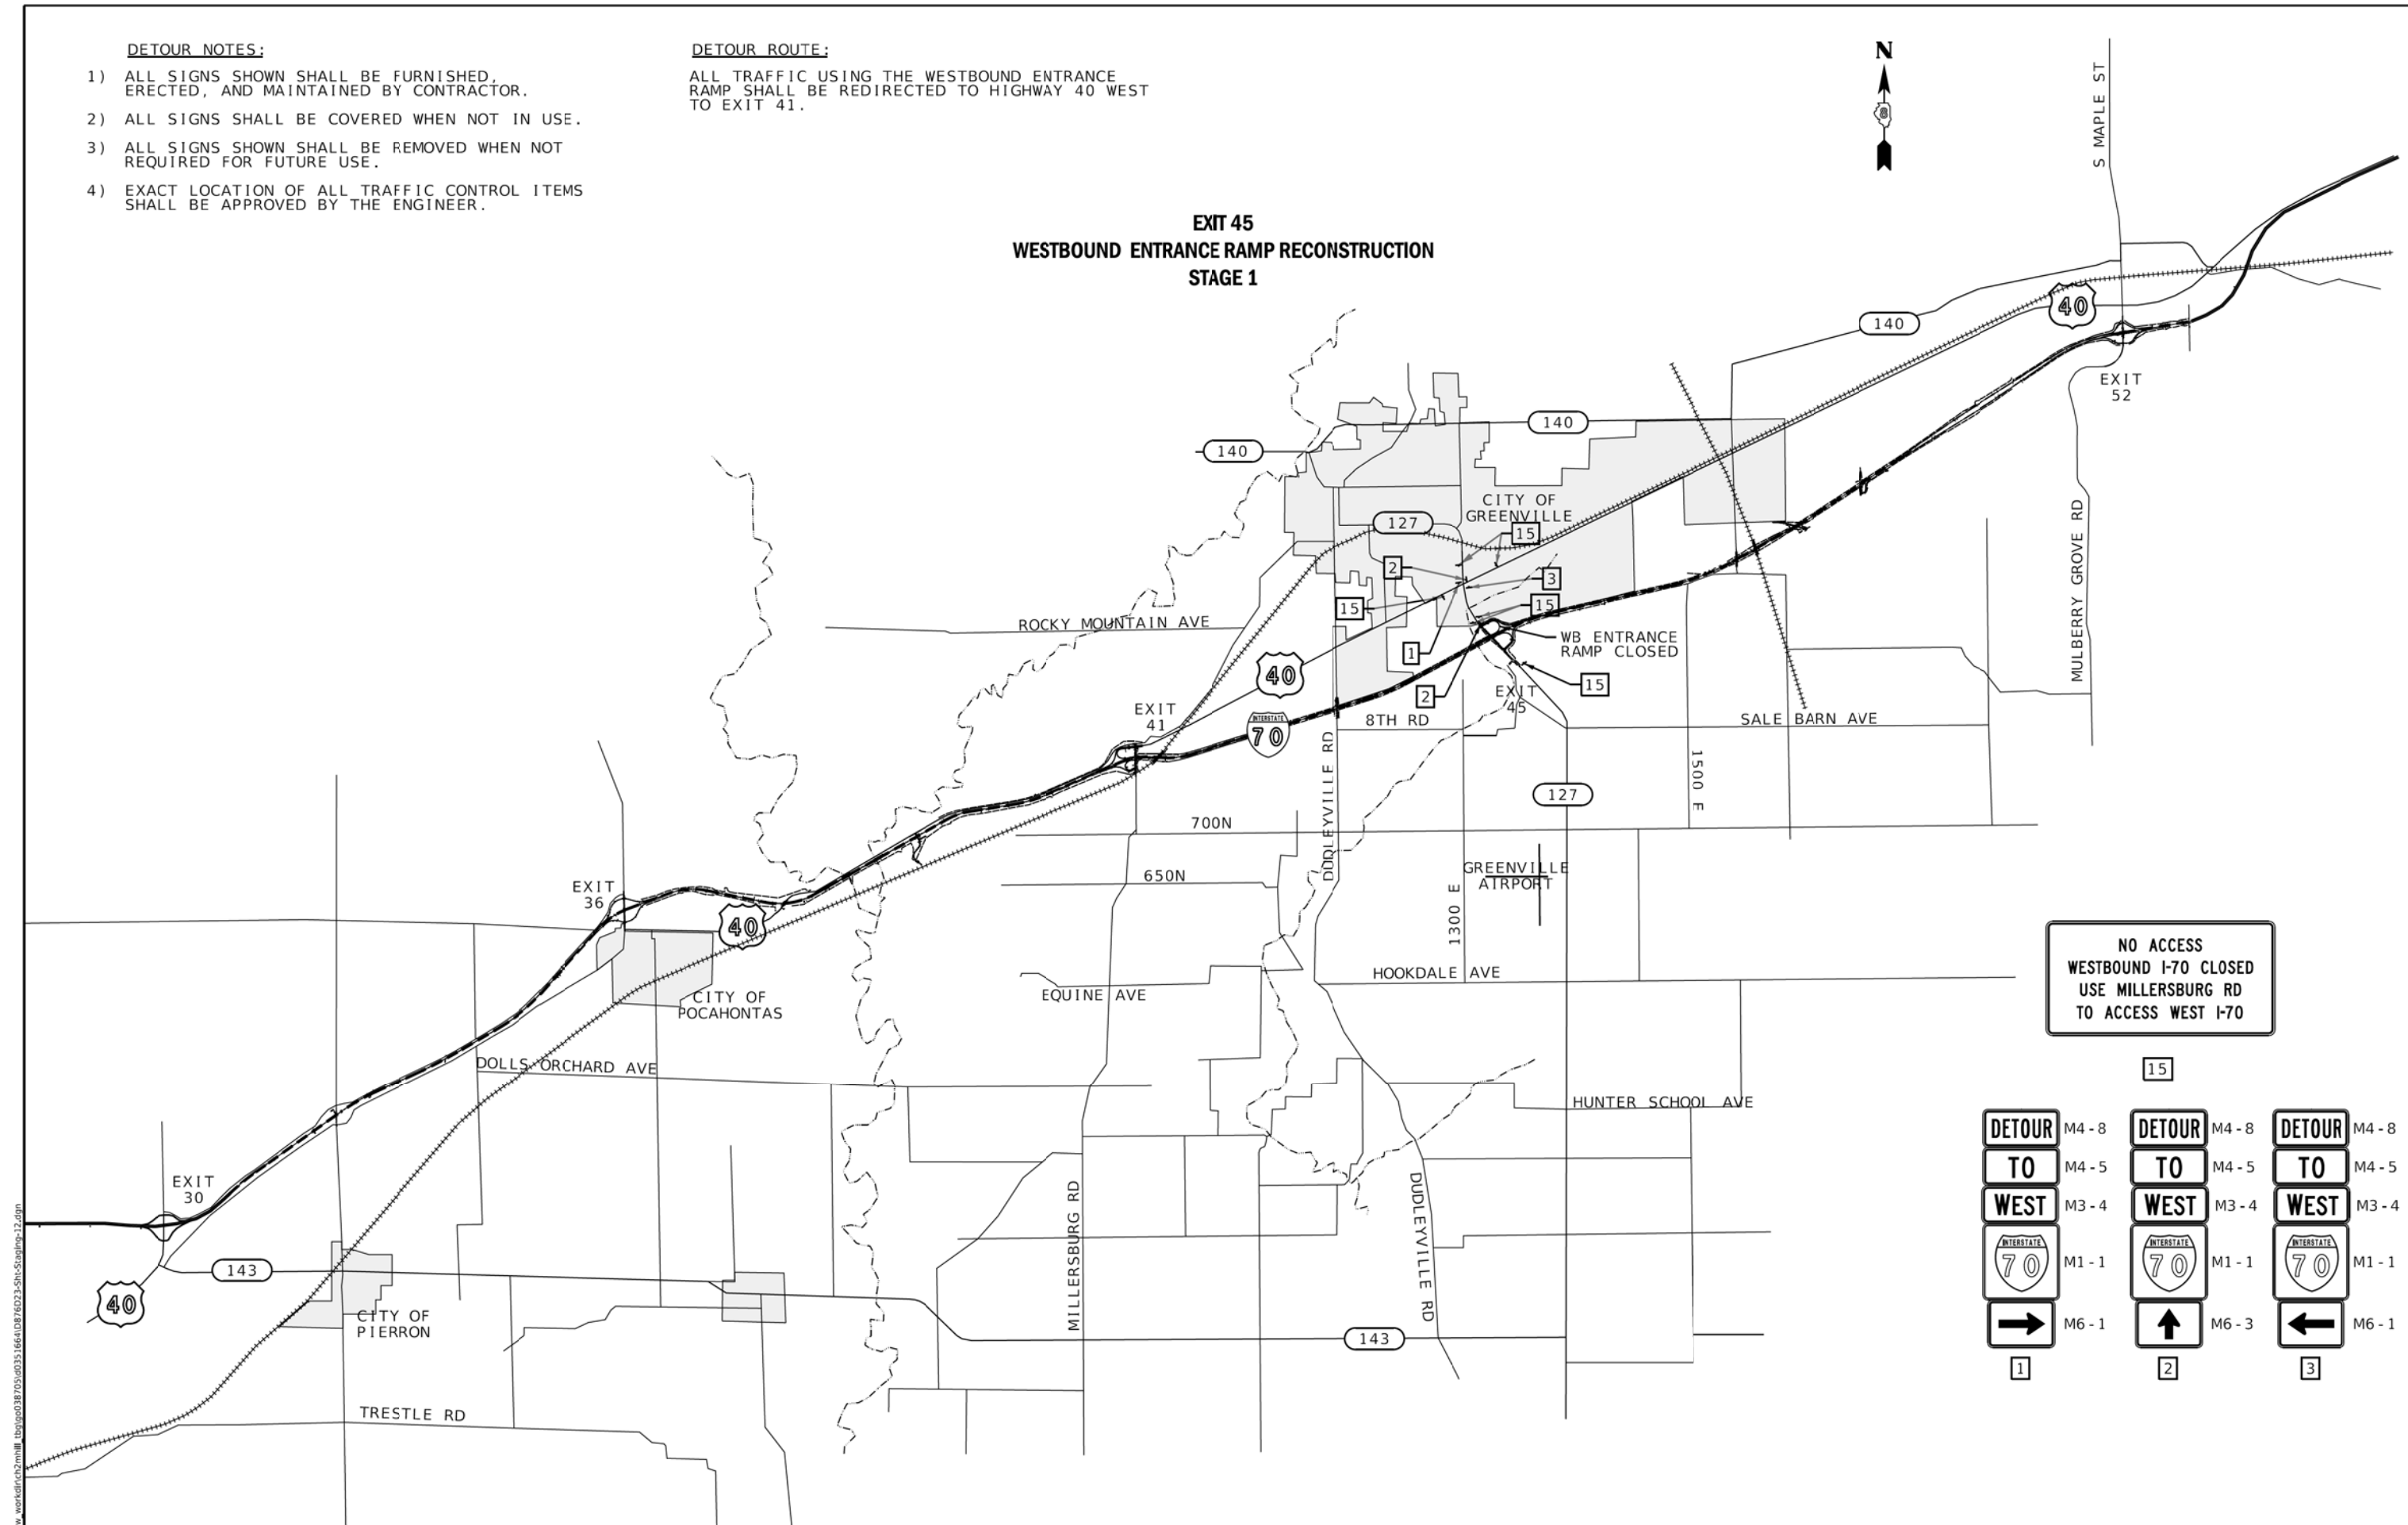 DETOUR NOTES:
1) ALL SIGNS SHOWN SHALL BE FURNISHED,
ERECTED, AND MAINTAINED BY CONTRACTOR.
2) ALL SIGNS SHALL BE COVERED WHEN NOT IN USE.
3) ALL SIGNS SHOWN SHALL BE REMOVED WHEN NOT
REQUIRED FOR FUTURE USE.
4) EXACT LOCATION OF ALL TRAFFIC CONTROL ITEMS
SHALL BE APPROVED BY THE ENGINEER.
DETOUR ROUTE:
ALL TRAFFIC USING THE WESTBOUND ENTRANCE
RAMP SHALL BE REDIRECTED TO HIGHWAY 40 WEST
TO EXIT 41.
N
8
S MAPLE ST
EXIT 45
WESTBOUND ENTRANCE RAMP RECONSTRUCTION
STAGE 1
40
140
EXIT
52
140
140
CITY OF
GREENVILLE
127
15
2
3
15
15
MULBERRY GROVE RD
ROCKY MOUNTAIN AVE
WB ENTRANCE
RAMP CLOSED
1
40
15
2
EXIT
45
EXIT
41
INTERSTATE
70
8TH RD
SALE BARN AVE
DUDLEYVILLE RD
1500 E
127
700N
650N
GREENVILLE
AIRPORT
1300 E
EXIT
36
40
HOOKDALE AVE
EQUINE AVE
CITY OF
POCAHONTAS
DOLLS ORCHARD AVE
HUNTER SCHOOL AVE
EXIT
30
MILLERSBURG RD
DUDLEYVILLE RD
143
40
CITY OF
PIERRON
143
TRESTLE RD
NO ACCESS
WESTBOUND I-70 CLOSED
USE MILLERSBURG RD
TO ACCESS WEST I-70
15
DETOUR M4-8 DETOUR M4-8 DETOUR M4-8
TO M4-5 TO M4-5 TO M4-5
WEST M3-4 WEST M3-4 WEST M3-4
INTERSTATE INTERSTATE INTERSTATE
70 M1-1 70 M1-1 70 M1-1
M6-1 M6-3 M6-1
1 2 3